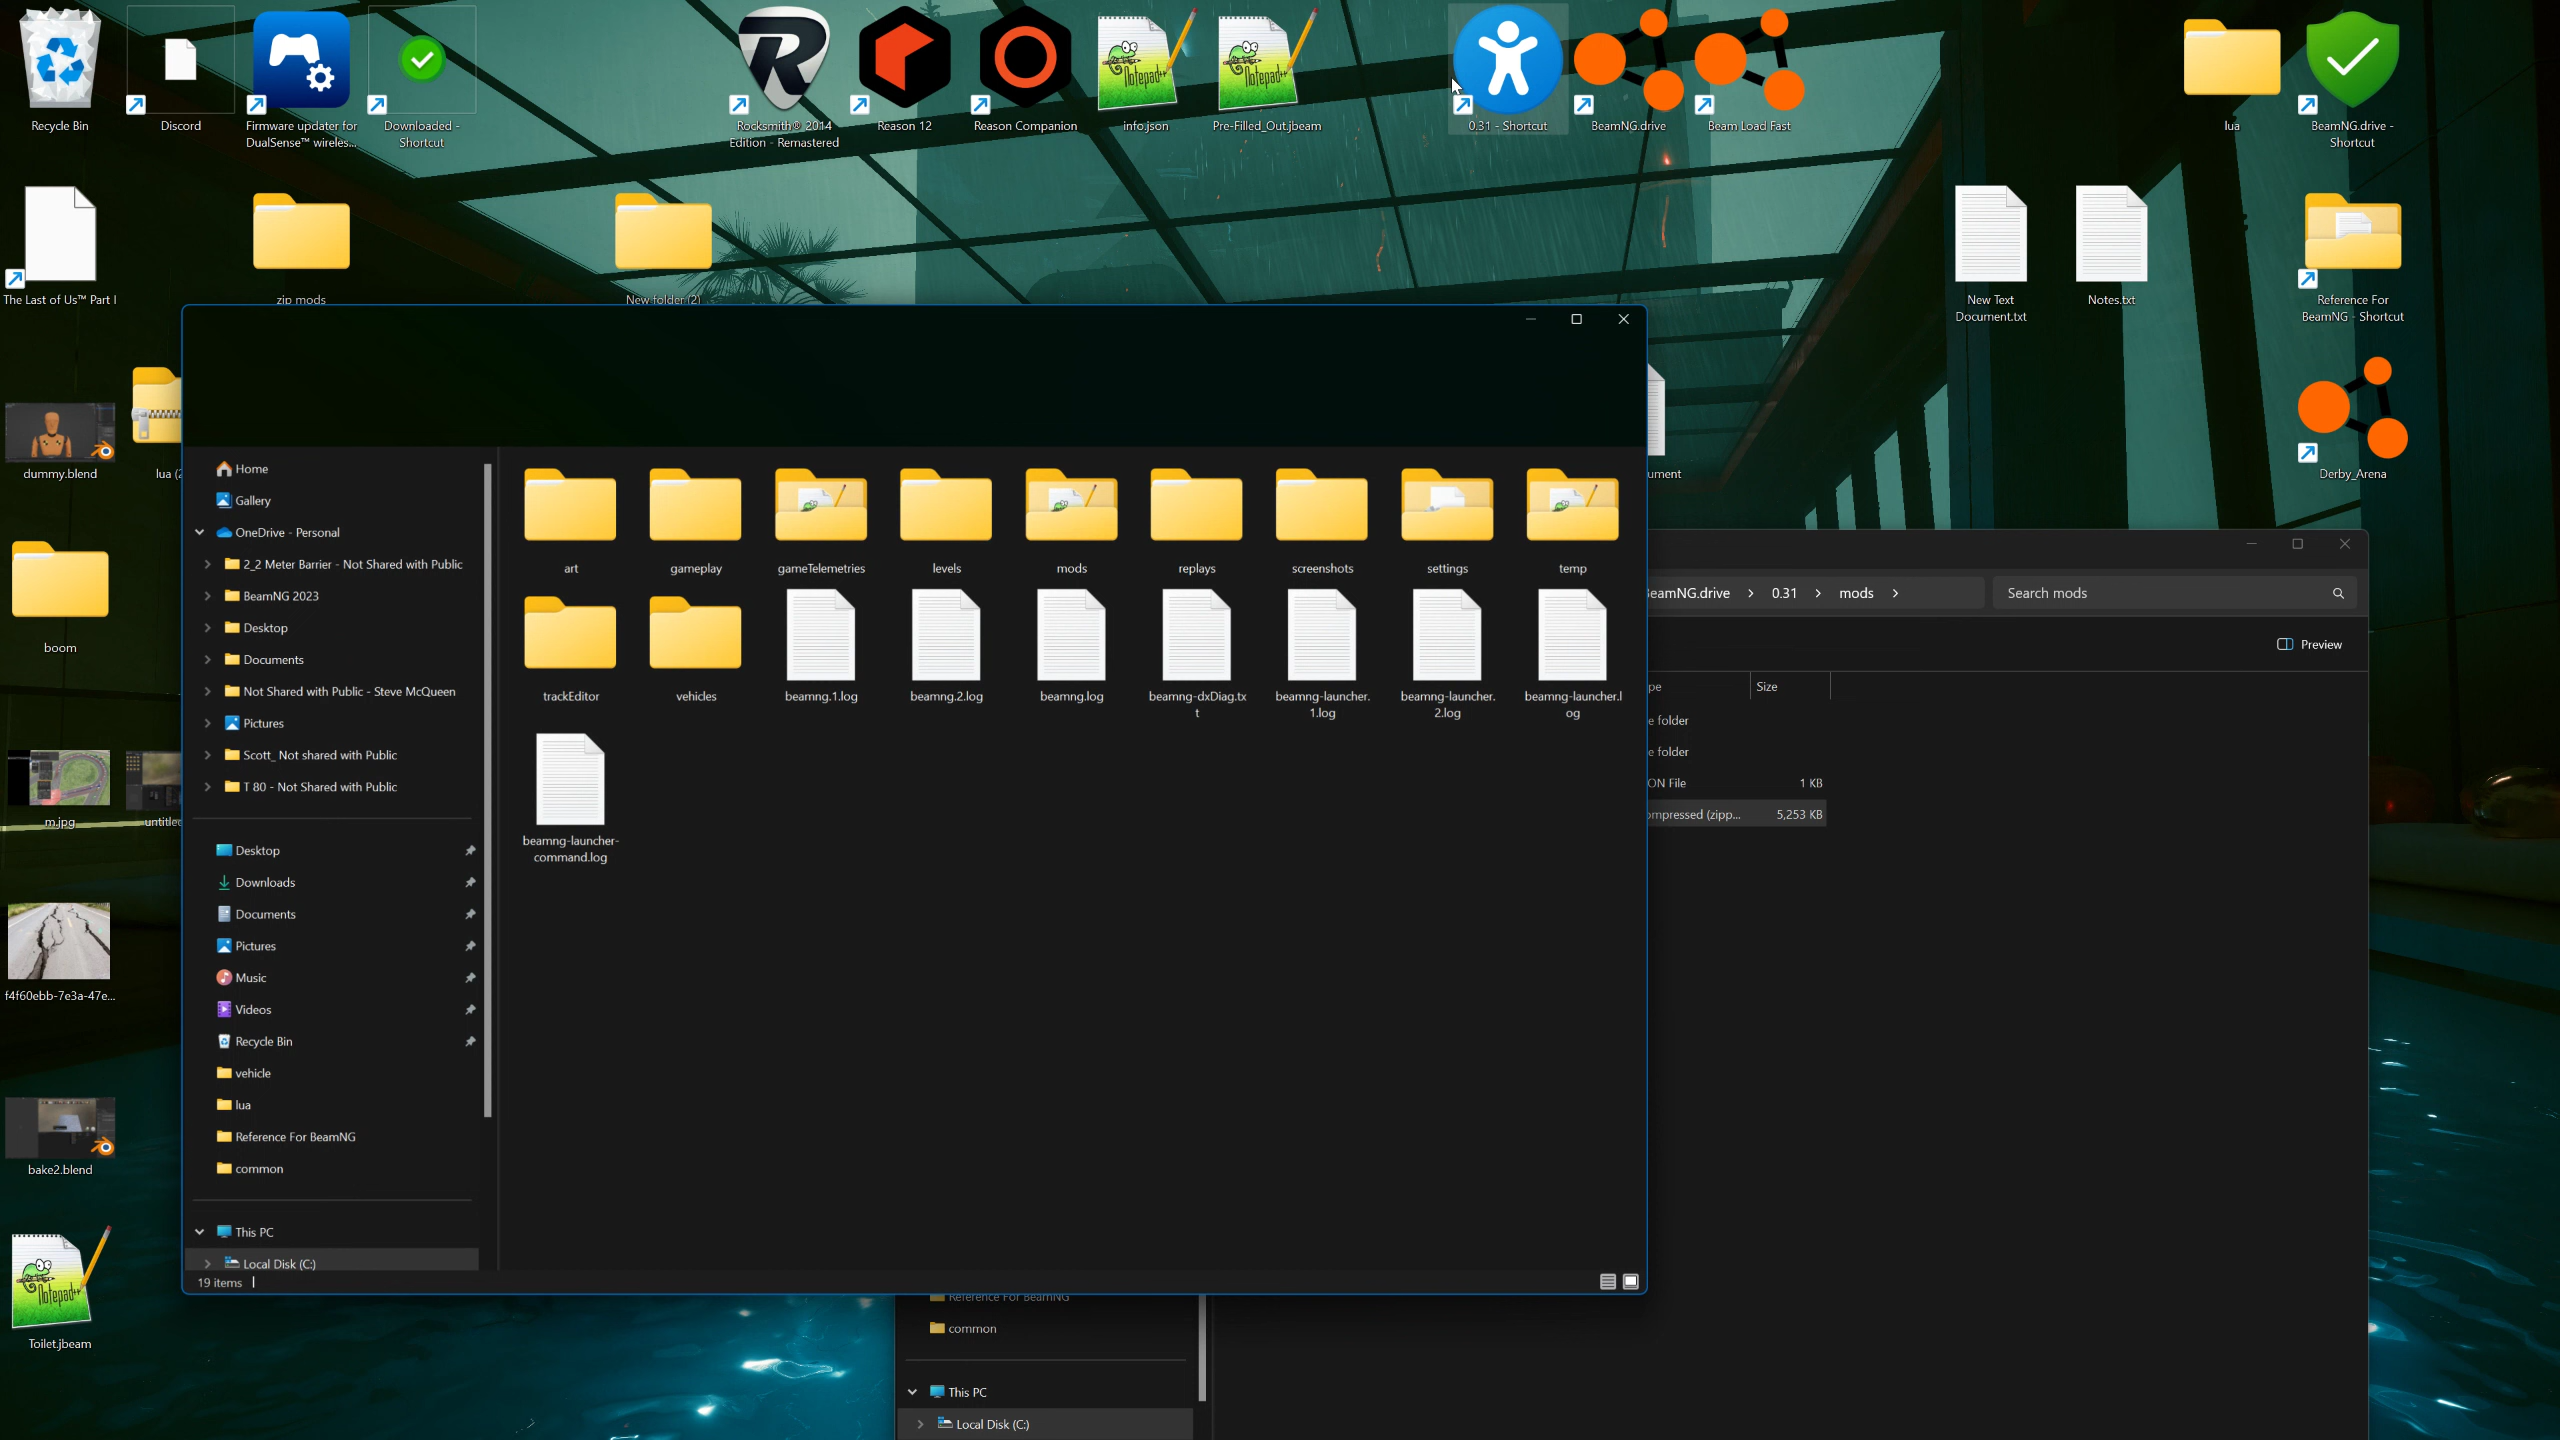 Recycle Bin
Discord
Firmware updater for
DualSense™ wireles...
Downloaded -
Shortcut
Rocksmith® 2014
Edition - Remastered
Reason 12
Reason Companion
info.json
Pre-Filled_Out.jbeam
0.31 - Shortcut
BeamNG.drive
Beam Load Fast
lua
BeamNG.drive -
Shortcut
The Last of Us™ Part I
zip mods
New folder (2)
New Text
Document.txt
Notes.txt
Reference For
BeamNG - Shortcut
dummy.blend
lua (2
ument
Derby_Arena
boom
m.jpg
untitled
f4f60ebb-7e3a-47e...
bake2.blend
Toilet.jbeam
Notepad++
Home
Gallery
OneDrive - Personal
2_2 Meter Barrier - Not Shared with Public
BeamNG 2023
Desktop
Documents
Not Shared with Public - Steve McQueen
Pictures
Scott_ Not shared with Public
T 80 - Not Shared with Public
Desktop
Downloads
Documents
Pictures
Music
Videos
Recycle Bin
vehicle
lua
Reference For BeamNG
common
This PC
Local Disk (C:)
19 items
art
gameplay
gameTelemetries
levels
mods
replays
screenshots
settings
temp
trackEditor
vehicles
beamng.1.log
beamng.2.log
beamng.log
beamng-dxDiag.tx
t
beamng-launcher.
1.log
beamng-launcher.
2.log
beamng-launcher.l
og
beamng-launcher-
command.log
BeamNG.drive > 0.31 > mods >
Search mods
Preview
pe
Size
e folder
e folder
ON File
1 KB
ompressed (zipp...
5,253 KB
Reference For BeamNG
common
This PC
Local Disk (C:)